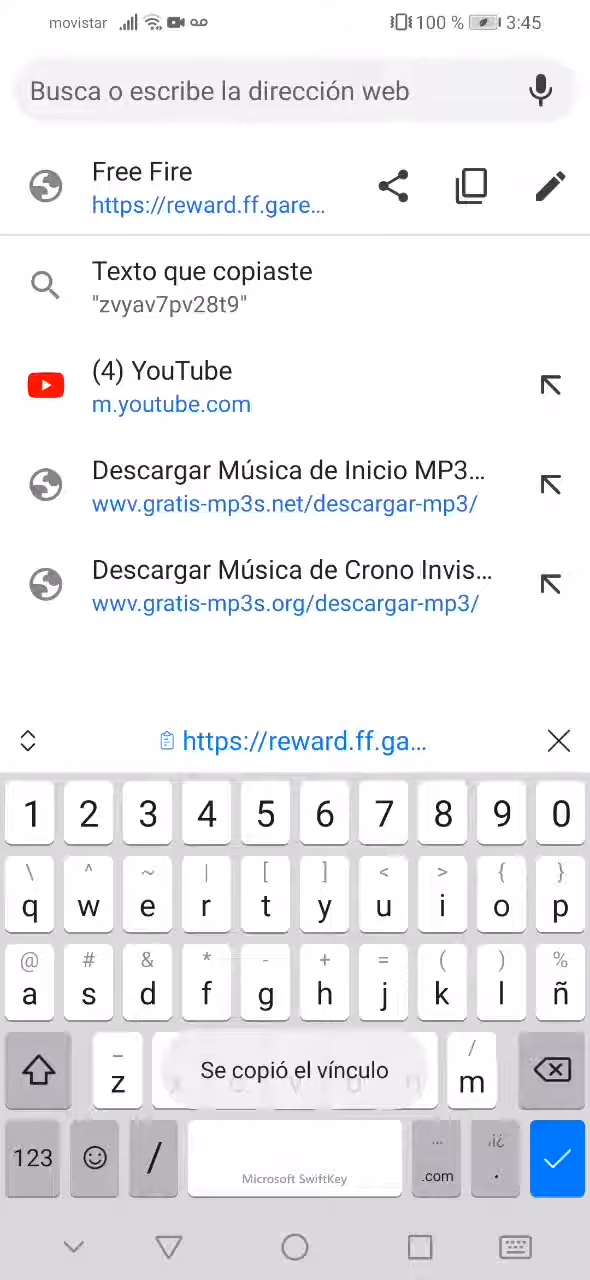 movistar 100 % 3:45
Busca o escribe la dirección web
Free Fire
https://reward.ff.gare...
Texto que copiaste
"zvyav7pv28t9"
(4) YouTube
m.youtube.com
Descargar Música de Inicio MP3...
wwv.gratis-mp3s.net/descargar-mp3/
Descargar Música de Crono Invis...
wwv.gratis-mp3s.org/descargar-mp3/
https://reward.ff.ga...
1 2 3 4 5 6 7 8 9 0
\ ^ ~ | [ ] < > { }
q w e r t y u i o p
@ # & * - + = ( ) %
a s d f g h j k l ñ
_ /
z m
Se copió el vínculo
123 / .com ... ,i¿ .
Microsoft SwiftKey